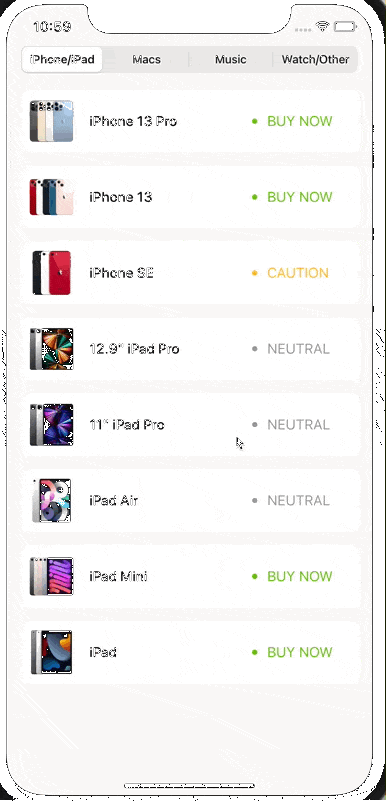 10:59
iPhone/iPad Macs Music Watch/Other
iPhone 13 Pro BUY NOW
iPhone 13 BUY NOW
iPhone SE CAUTION
12.9" iPad Pro NEUTRAL
11" iPad Pro NEUTRAL
iPad Air NEUTRAL
iPad Mini BUY NOW
iPad BUY NOW